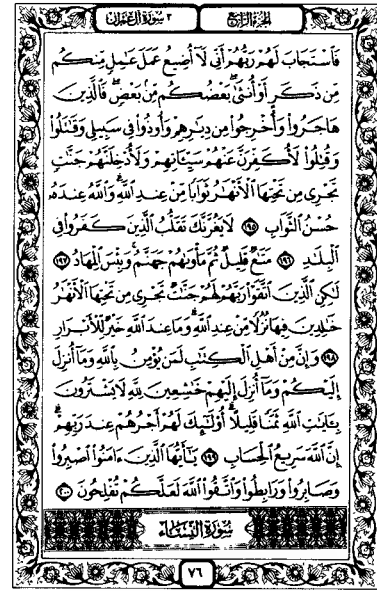 الجزء الرابع
٣ سورة آل عمران
فَٱسْتَجَابَ لَهُمْ رَبُّهُمْ أَنِّى لَآ أُضِيعُ عَمَلَ عَٰمِلٍ مِّنكُم
مِّن ذَكَرٍ أَوْ أُنثَىٰ بَعْضُكُم مِّنۢ بَعْضٍ فَٱلَّذِينَ
هَاجَرُوا۟ وَأُخْرِجُوا۟ مِن دِيَٰرِهِمْ وَأُوذُوا۟ فِى سَبِيلِى وَقَٰتَلُوا۟
وَقُتِلُوا۟ لَأُكَفِّرَنَّ عَنْهُمْ سَيِّـَٔاتِهِمْ وَلَأُدْخِلَنَّهُمْ جَنَّٰتٍ
تَجْرِى مِن تَحْتِهَا ٱلْأَنْهَٰرُ ثَوَابًا مِّنْ عِندِ ٱللَّهِ وَٱللَّهُ عِندَهُۥ
حُسْنُ ٱلثَّوَابِ ١٩٥ لَا يَغُرَّنَّكَ تَقَلُّبُ ٱلَّذِينَ كَفَرُوا۟ فِى
ٱلْبِلَٰدِ ١٩٦ مَتَٰعٌ قَلِيلٌ ثُمَّ مَأْوَىٰهُمْ جَهَنَّمُ وَبِئْسَ ٱلْمِهَادُ ١٩٧
لَٰكِنِ ٱلَّذِينَ ٱتَّقَوْا۟ رَبَّهُمْ لَهُمْ جَنَّٰتٌ تَجْرِى مِن تَحْتِهَا ٱلْأَنْهَٰرُ
خَٰلِدِينَ فِيهَا نُزُلًا مِّنْ عِندِ ٱللَّهِ وَمَا عِندَ ٱللَّهِ خَيْرٌ لِّلْأَبْرَارِ
١٩٨ وَإِنَّ مِنْ أَهْلِ ٱلْكِتَٰبِ لَمَن يُؤْمِنُ بِٱللَّهِ وَمَآ أُنزِلَ
إِلَيْكُمْ وَمَآ أُنزِلَ إِلَيْهِمْ خَٰشِعِينَ لِلَّهِ لَا يَشْتَرُونَ
بِـَٔايَٰتِ ٱللَّهِ ثَمَنًا قَلِيلًا أُو۟لَٰٓئِكَ لَهُمْ أَجْرُهُمْ عِندَ رَبِّهِمْ
إِنَّ ٱللَّهَ سَرِيعُ ٱلْحِسَابِ ١٩٩ يَٰٓأَيُّهَا ٱلَّذِينَ ءَامَنُوا۟ ٱصْبِرُوا۟
وَصَابِرُوا۟ وَرَابِطُوا۟ وَٱتَّقُوا۟ ٱللَّهَ لَعَلَّكُمْ تُفْلِحُونَ ٢٠٠
سورة النساء
٧٦